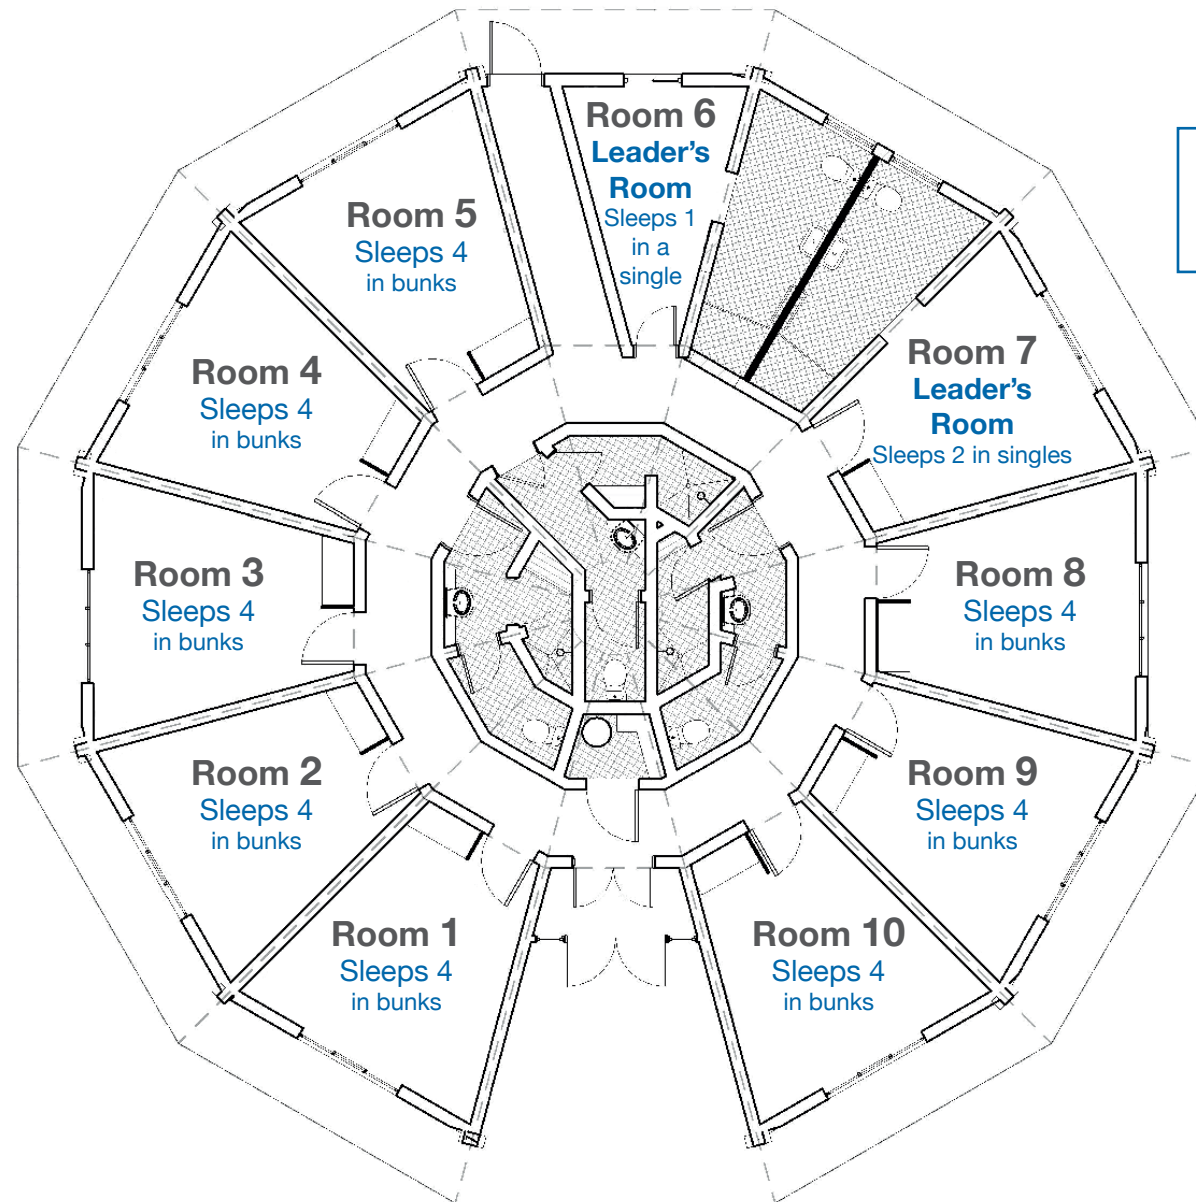 Room 6
Leader's
Room
Sleeps 1
in a
single
Room 5
Sleeps 4
in bunks
Room 7
Leader's
Room
Sleeps 2 in singles
Room 4
Sleeps 4
in bunks
Room 3
Sleeps 4
in bunks
Room 8
Sleeps 4
in bunks
Room 2
Sleeps 4
in bunks
Room 9
Sleeps 4
in bunks
Room 1
Sleeps 4
in bunks
Room 10
Sleeps 4
in bunks